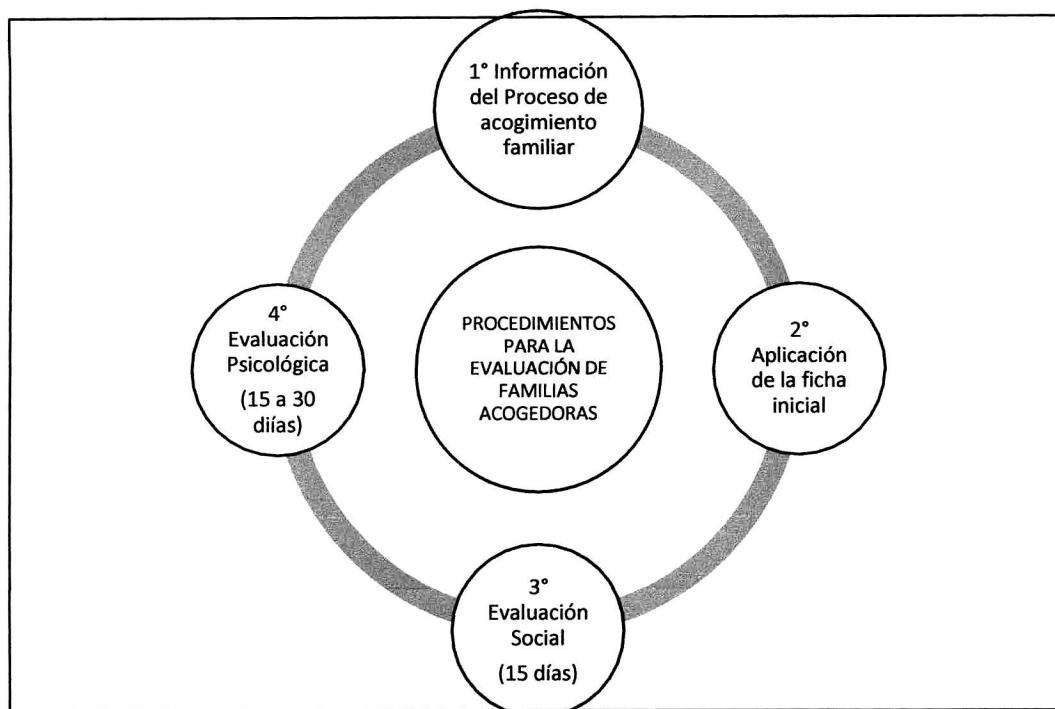 1° Información
del Proceso de
acogimiento
familiar
2°
Aplicación
de la ficha
inicial
3°
Evaluación
Social
(15 días)
4°
Evaluación
Psicológica
(15 a 30
diías)
PROCEDIMIENTOS
PARA LA
EVALUACIÓN DE
FAMILIAS
ACOGEDORAS